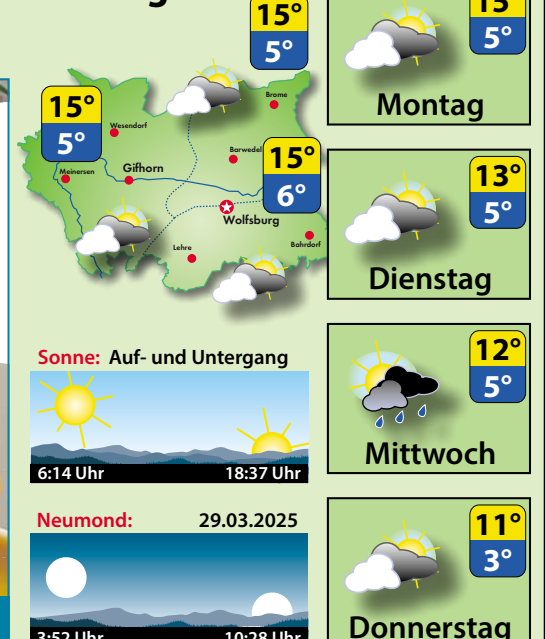 15°
5°
15°
5°
Montag
Brome
15°
5°
Wesendorf
Barwedel
15°
6°
Meinersen
Gifhorn
Wolfsburg
Lehre
Bahrdorf
13°
5°
Dienstag
Sonne: Auf- und Untergang
6:14 Uhr 18:37 Uhr
12°
5°
Mittwoch
Neumond: 29.03.2025
3:52 Uhr 10:28 Uhr
11°
3°
Donnerstag